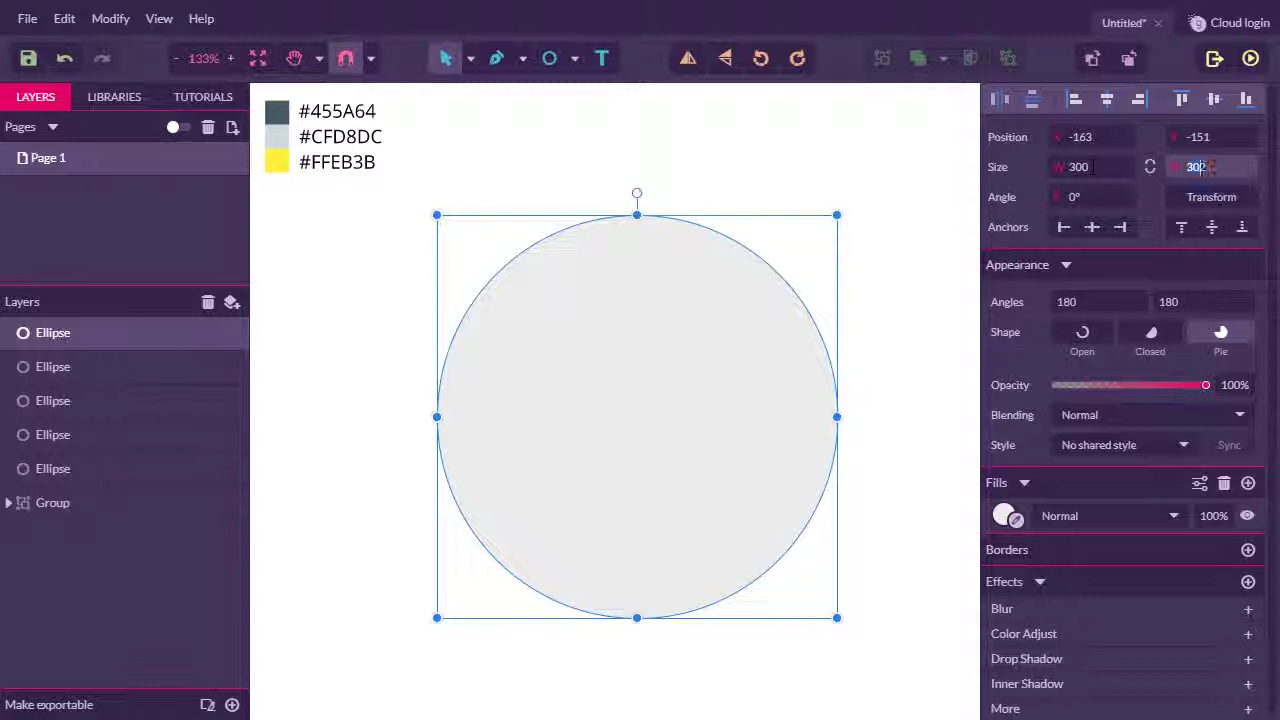 File Edit Modify View Help
Untitled* Cloud login
- 133% +
LAYERS LIBRARIES TUTORIALS
Pages
Page 1
Layers
Ellipse
Ellipse
Ellipse
Ellipse
Ellipse
Group
Make exportable
#455A64
#CFD8DC
#FFEB3B
Position X -163 Y -151
Size W 300 H 302
Angle 0° Transform
Anchors
Appearance
Angles 180 180
Shape
Open Closed Pie
Opacity 100%
Blending Normal
Style No shared style Sync
Fills
Normal 100%
Borders
Effects
Blur +
Color Adjust +
Drop Shadow +
Inner Shadow +
More +